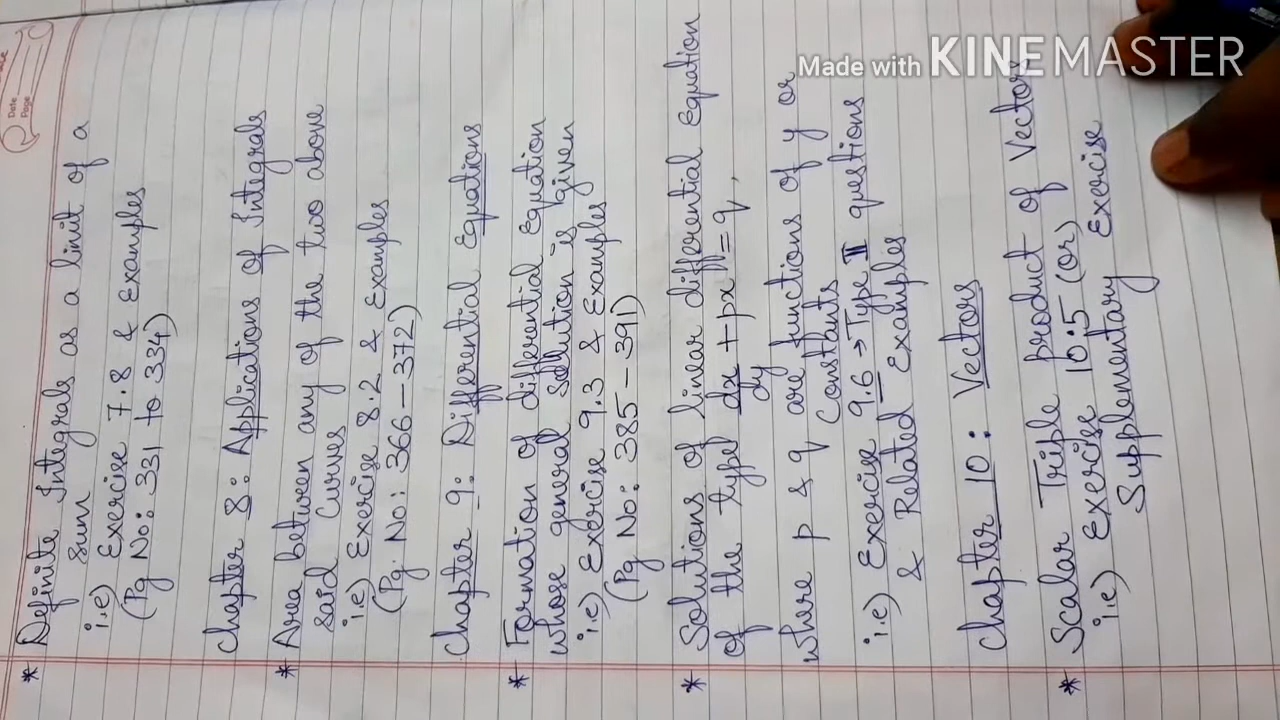 Date
Page
* Definite Integrals as a limit of a
sum
i.e) Exercise 7.8 & Examples
(Pg No: 331 to 334)
Chapter 8: Applications of Integrals
* Area between any of the two above
said curves
i.e) Exercise 8.2 & Examples
(Pg. No: 366-372)
Chapter 9: Differential Equations
* Formation of differential Equation
whose general solution is given
i.e) Exercise 9.3 & Examples
(Pg No: 385-391)
* Solutions of linear differential Equation
of the type dx/dy + px = q,
where p & q are functions of y or
Constants
i.e) Exercise 9.6 → Type II questions
& Related Examples
Chapter 10: Vectors
* Scalar Triple product of Vectors
i.e) Exercise 10.5 (or)
Supplementary Exercise
Made with KINEMASTER